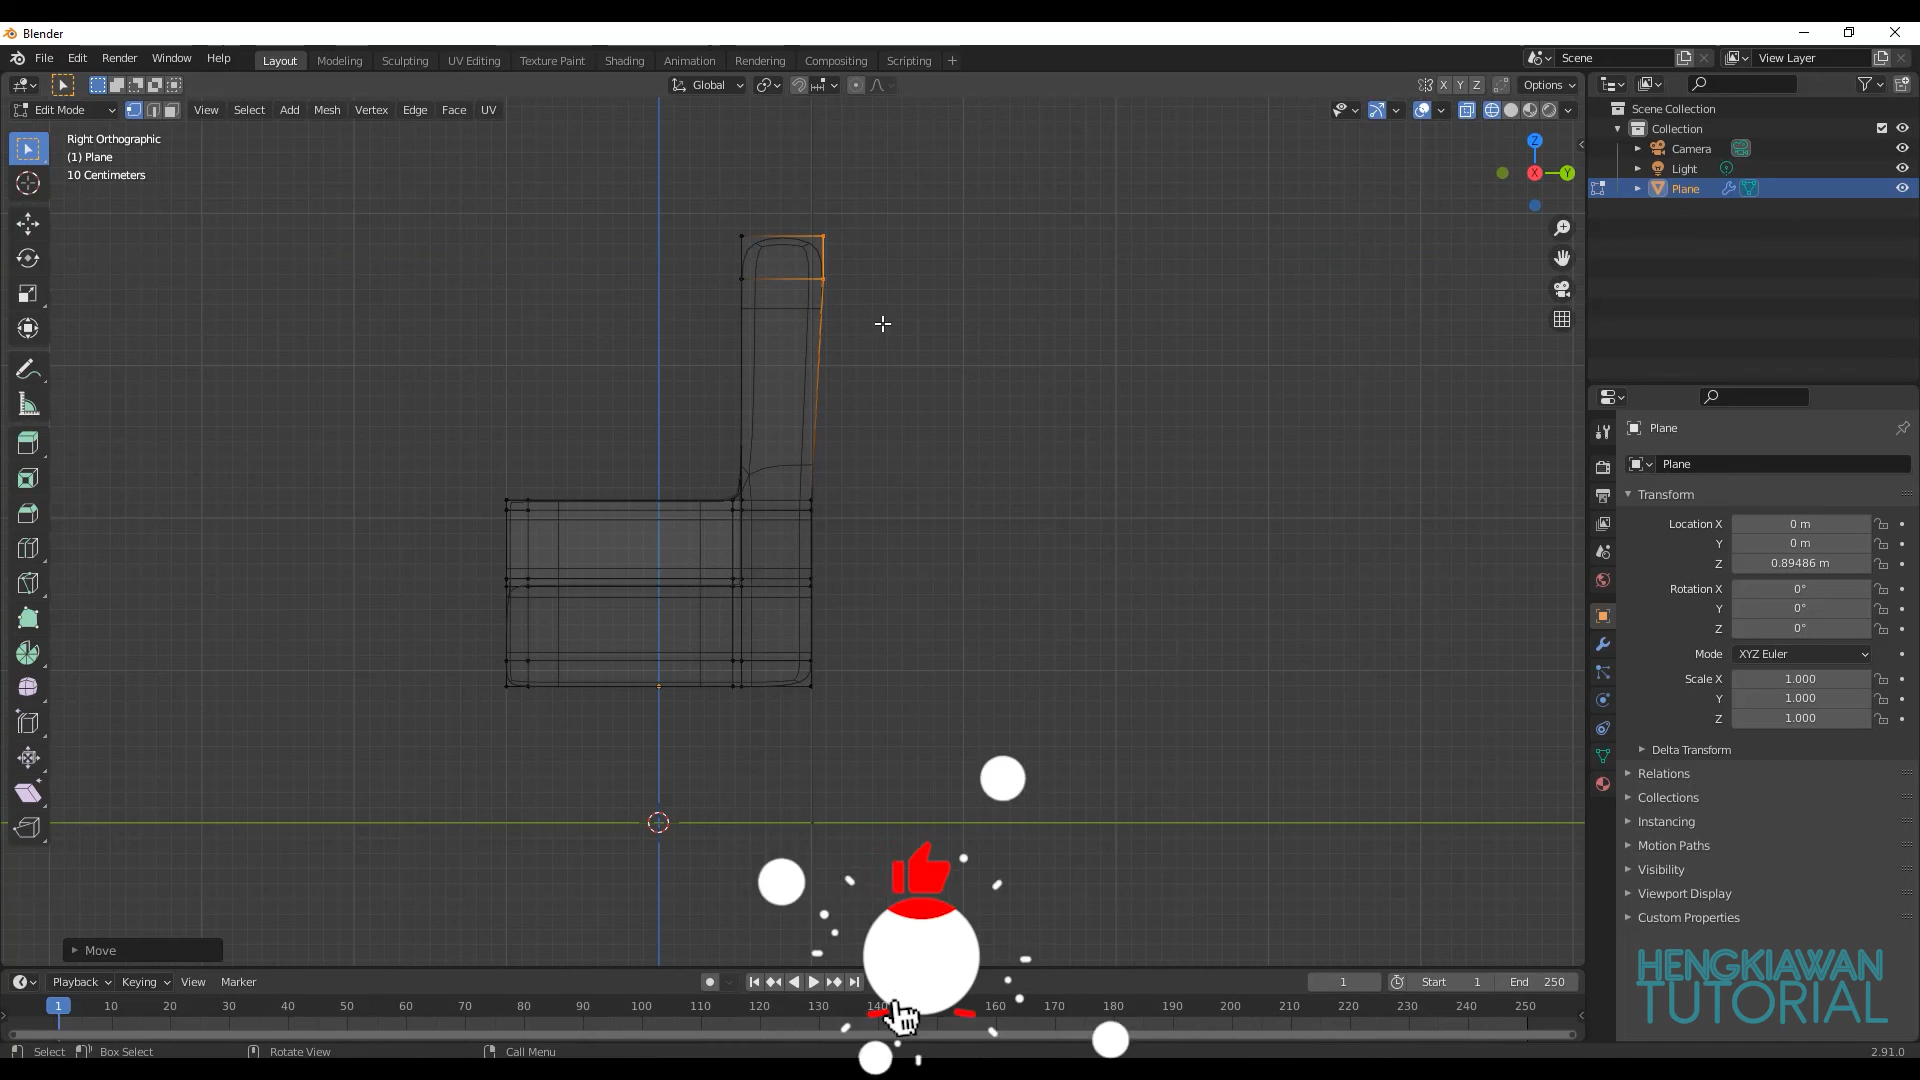 Blender
File Edit Render Window Help
Layout Modeling Sculpting UV Editing Texture Paint Shading Animation Rendering Compositing Scripting +
Scene
View Layer
Global
X Y Z Options
Edit Mode View Select Add Mesh Vertex Edge Face UV
Right Orthographic
(1) Plane
10 Centimeters
Z
X
Y
Scene Collection
Collection
Camera
Light
Plane
Plane
Plane
Transform
Location X 0 m
Y 0 m
Z 0.89486 m
Rotation X 0°
Y 0°
Z 0°
Mode XYZ Euler
Scale X 1.000
Y 1.000
Z 1.000
Delta Transform
Relations
Collections
Instancing
Motion Paths
Visibility
Viewport Display
Custom Properties
HENGKIAWAN
TUTORIAL
Move
Playback Keying View Marker
1 Start 1 End 250
1 10 20 30 40 50 60 70 80 90 100 110 120 130 140 150 160 170 180 190 200 210 220 230 240 250
Select Box Select Rotate View Call Menu 2.91.0